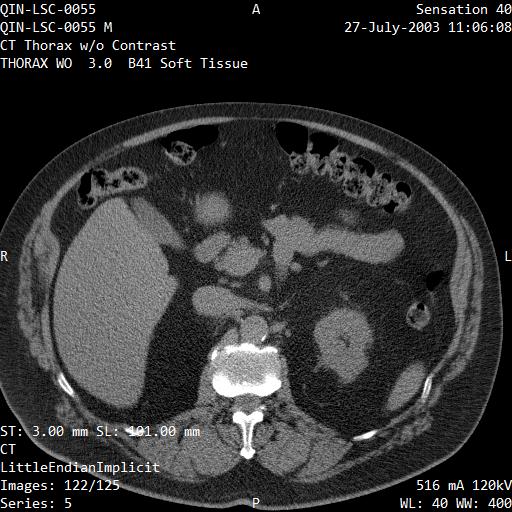 QIN-LSC-0055
A
Sensation 40
QIN-LSC-0055 M
27-July-2003 11:06:08
CT Thorax w/o Contrast
THORAX WO  3.0  B41 Soft Tissue
R
L
ST: 3.00 mm SL: -101.00 mm
CT
LittleEndianImplicit
Images: 122/125
516 mA 120kV
Series: 5
P
WL: 40 WW: 400